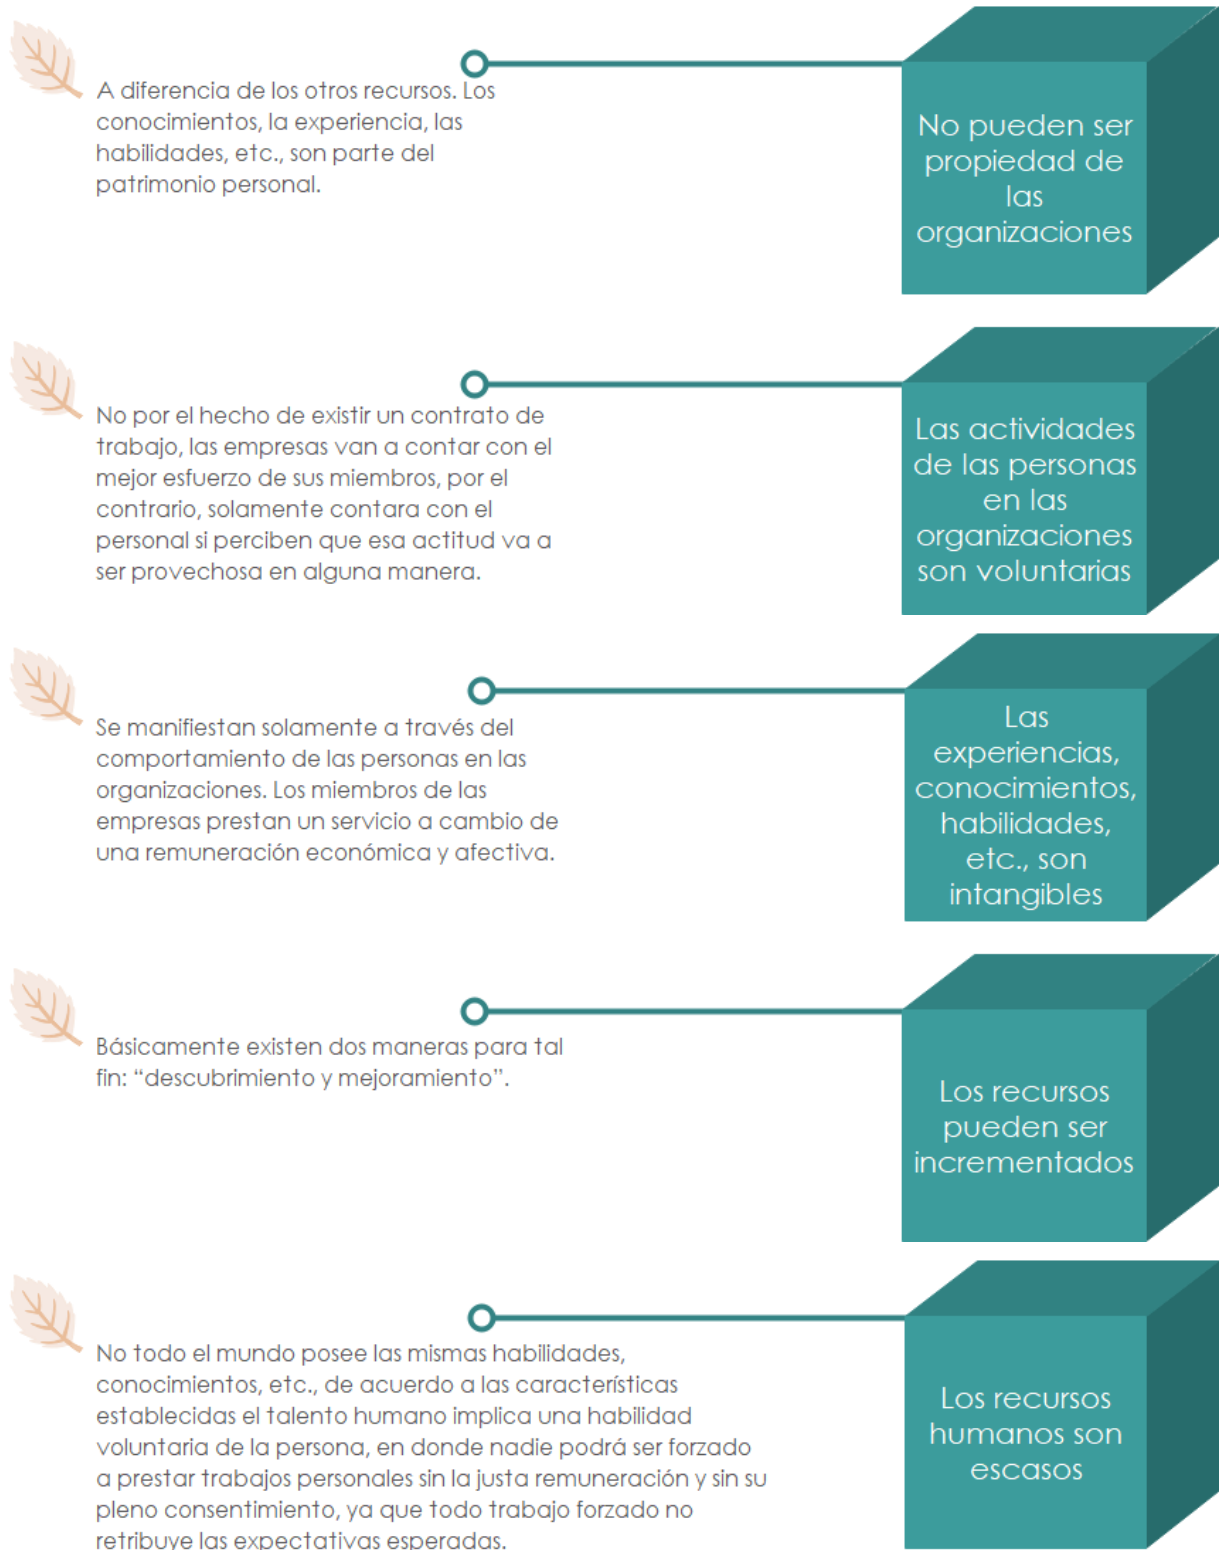 A diferencia de los otros recursos. Los
conocimientos, la experiencia, las
habilidades, etc., son parte del
patrimonio personal.
No pueden ser
propiedad de
las
organizaciones
No por el hecho de existir un contrato de
trabajo, las empresas van a contar con el
mejor esfuerzo de sus miembros, por el
contrario, solamente contara con el
personal si perciben que esa actitud va a
ser provechosa en alguna manera.
Las actividades
de las personas
en las
organizaciones
son voluntarias
Se manifiestan solamente a través del
comportamiento de las personas en las
organizaciones. Los miembros de las
empresas prestan un servicio a cambio de
una remuneración económica y afectiva.
Las
experiencias,
conocimientos,
habilidades,
etc., son
intangibles
Básicamente existen dos maneras para tal
fin: “descubrimiento y mejoramiento”.
Los recursos
pueden ser
incrementados
No todo el mundo posee las mismas habilidades,
conocimientos, etc., de acuerdo a las características
establecidas el talento humano implica una habilidad
voluntaria de la persona, en donde nadie podrá ser forzado
a prestar trabajos personales sin la justa remuneración y sin su
pleno consentimiento, ya que todo trabajo forzado no
retribuye las expectativas esperadas.
Los recursos
humanos son
escasos